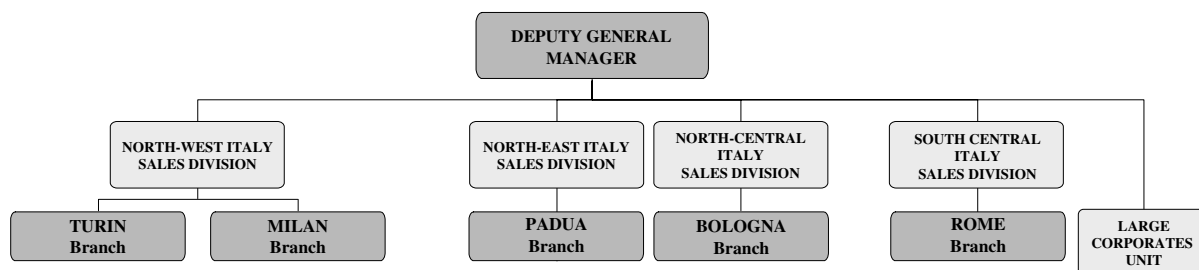 DEPUTY GENERAL
MANAGER
NORTH-WEST ITALY
SALES DIVISION
NORTH-EAST ITALY
SALES DIVISION
NORTH-CENTRAL
ITALY
SALES DIVISION
SOUTH CENTRAL
ITALY
SALES DIVISION
TURIN
Branch
MILAN
Branch
PADUA
Branch
BOLOGNA
Branch
ROME
Branch
LARGE
CORPORATES
UNIT